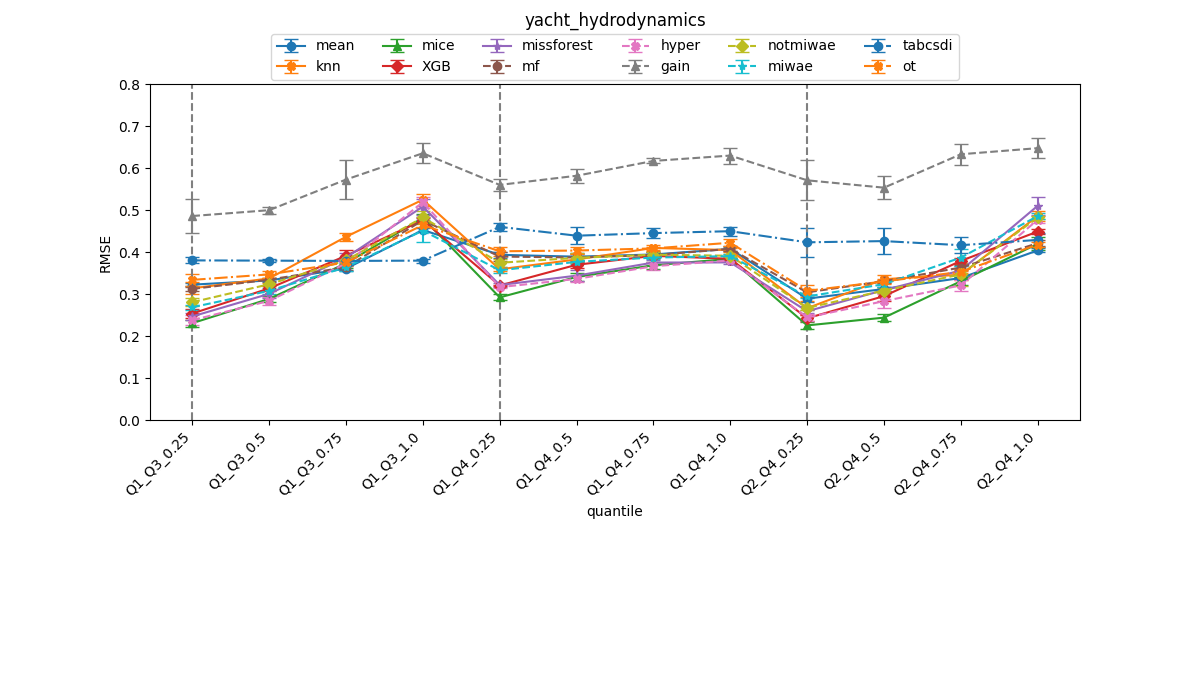 yacht_hydrodynamics
mean mice missforest hyper notmiwae tabcsdi
knn XGB mf gain miwae ot
0.8
0.7
0.6
0.5
0.4
0.3
0.2
0.1
0.0
RMSE
Q1_Q3_0.25 Q1_Q3_0.5 Q1_Q3_0.75 Q1_Q3_1.0 Q1_Q4_0.25 Q1_Q4_0.5 Q1_Q4_0.75 Q1_Q4_1.0 Q2_Q4_0.25 Q2_Q4_0.5 Q2_Q4_0.75 Q2_Q4_1.0
quantile